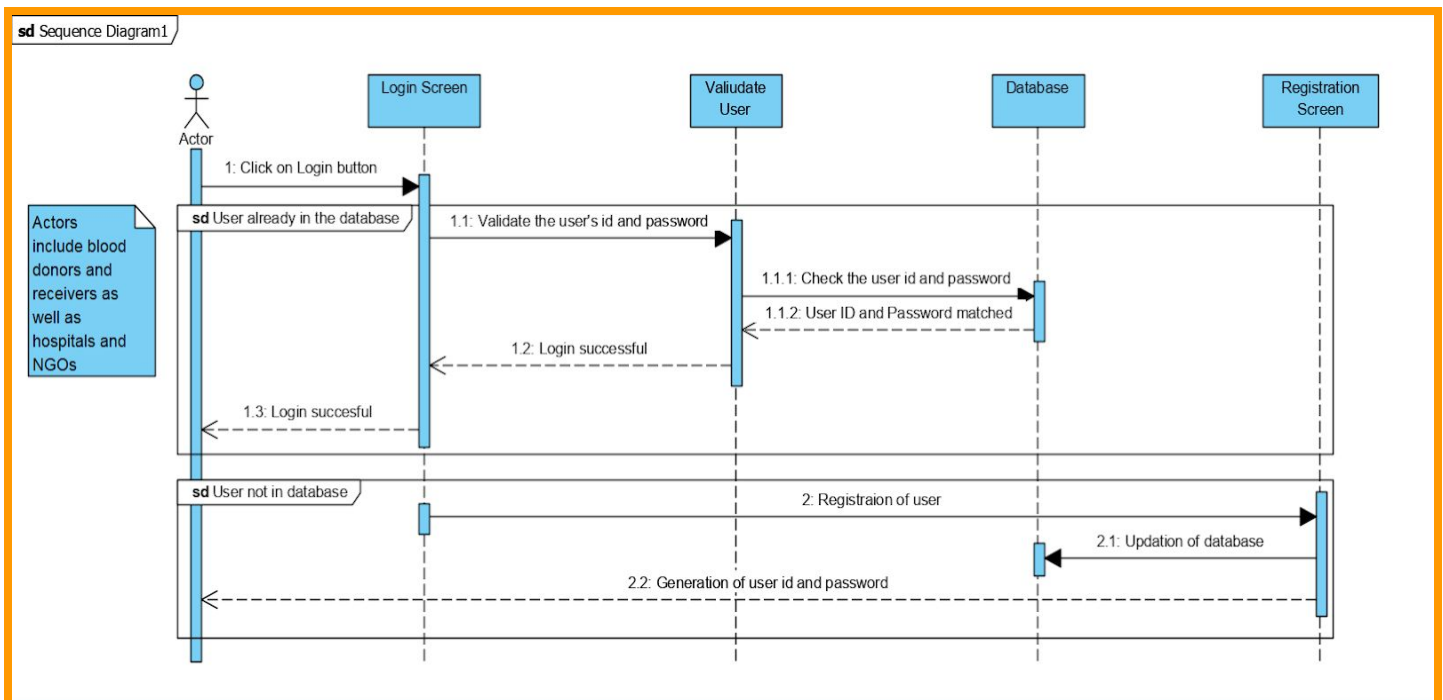 sd Sequence Diagram1
Login Screen
Valiudate
User
Database
Registration
Screen
Actor
1: Click on Login button
Actors
include blood
donors and
receivers as
well as
hospitals and
NGOs
sd User already in the database
1.1: Validate the user's id and password
1.1.1: Check the user id and password
1.1.2: User ID and Password matched
1.2: Login successful
1.3: Login succesful
sd User not in database
2: Registraion of user
2.1: Updation of database
2.2: Generation of user id and password